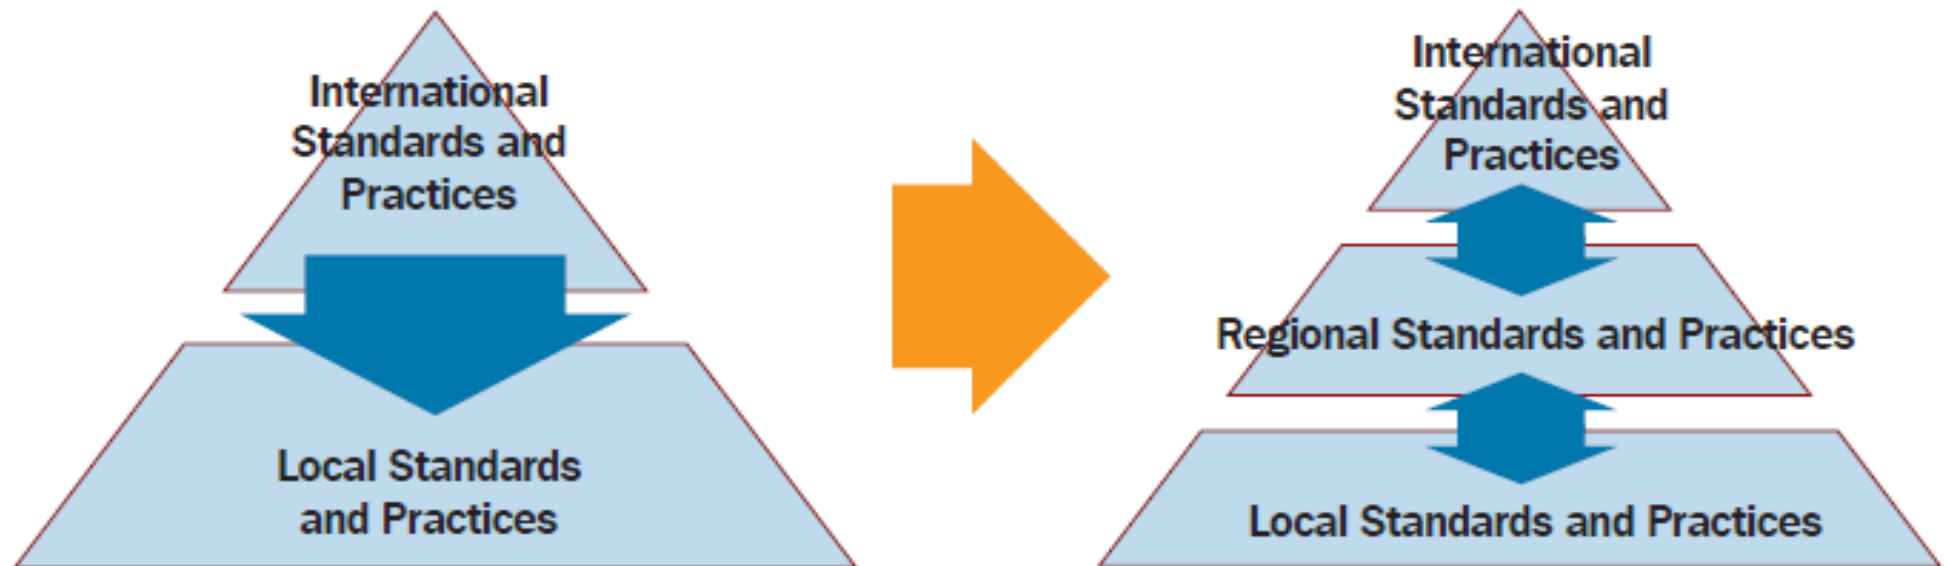 International
Standards and
Practices
Local Standards
and Practices
International
Standards and
Practices
Regional Standards and Practices
Local Standards and Practices